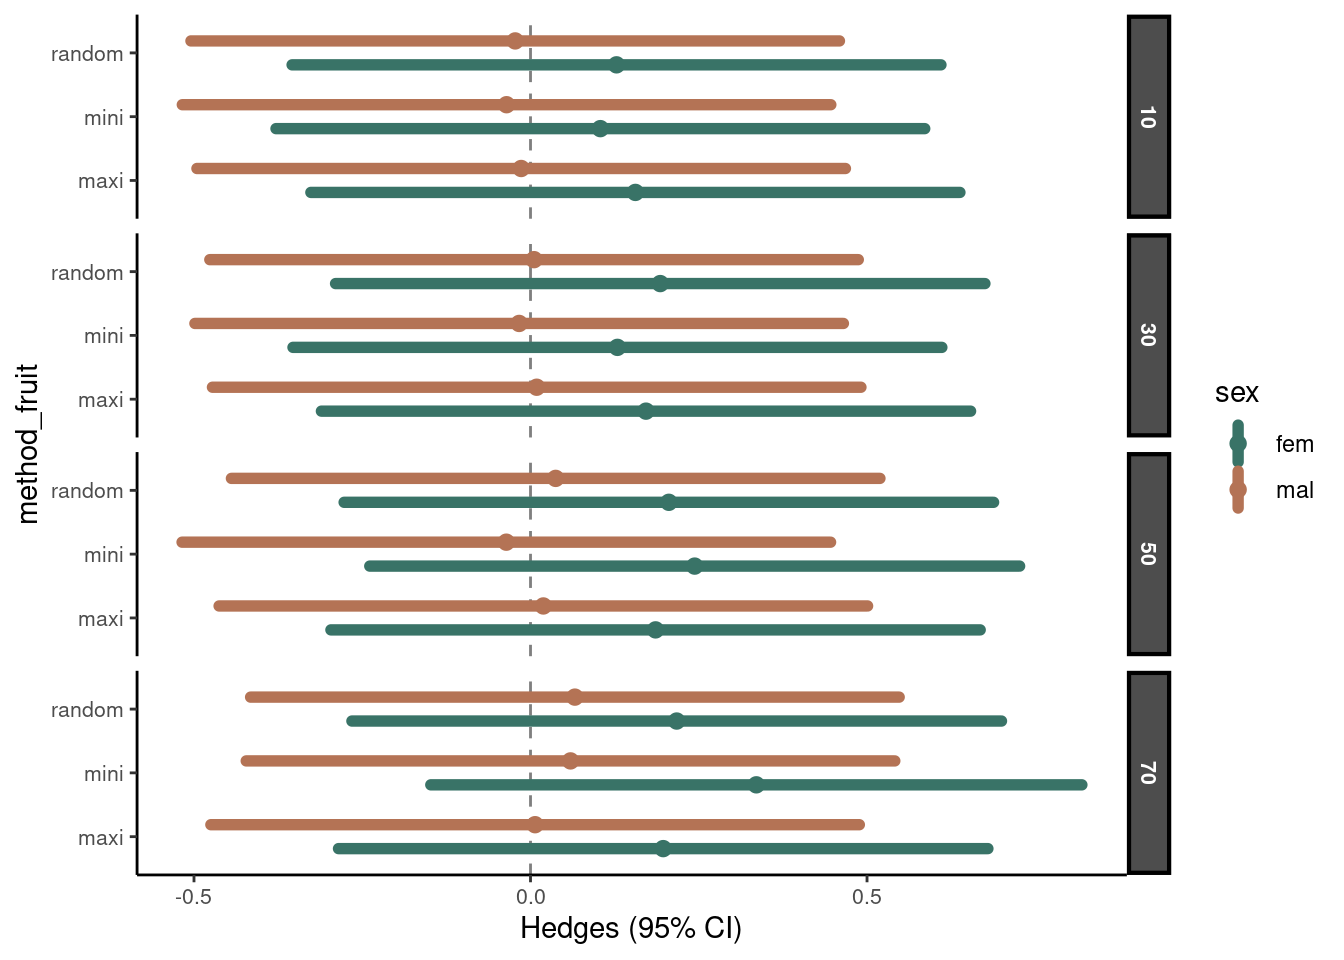 random
mini
maxi
10
random
mini
maxi
30
random
mini
maxi
50
random
mini
maxi
70
-0.5
0.0
0.5
Hedges (95% CI)
method_fruit
sex
fem
mal